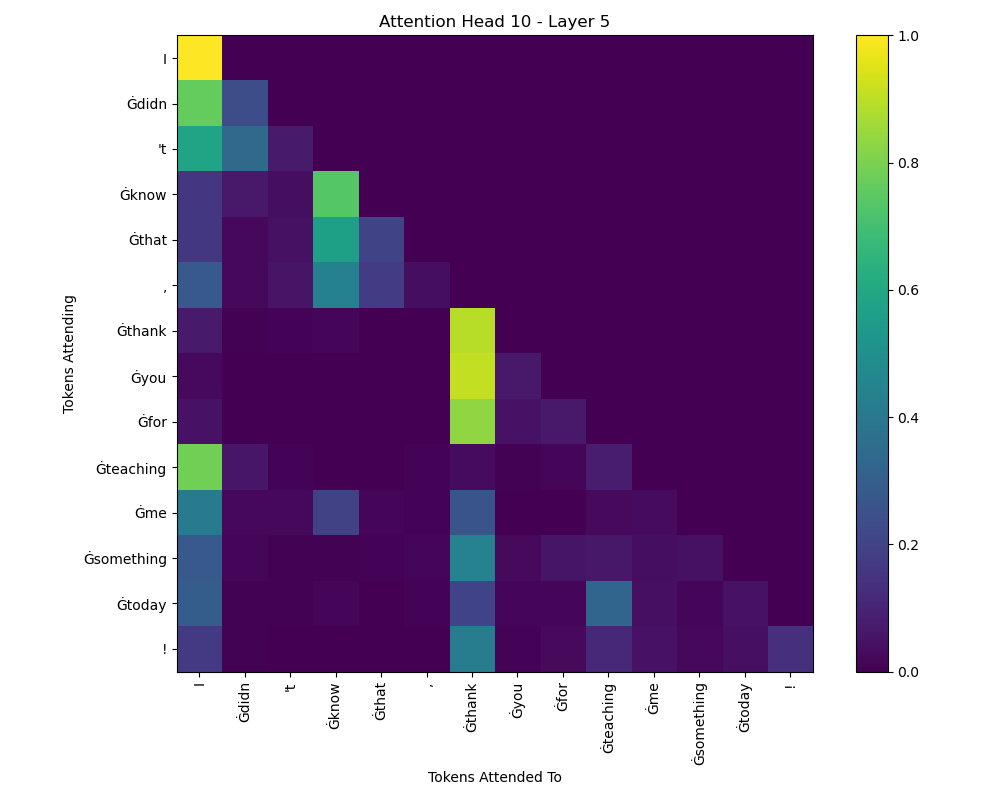 Attention Head 10 - Layer 5
Tokens Attending
I
Ġdidn
't
Ġknow
Ġthat
,
Ġthank
Ġyou
Ġfor
Ġteaching
Ġme
Ġsomething
Ġtoday
!
I
Ġdidn
't
Ġknow
Ġthat
,
Ġthank
Ġyou
Ġfor
Ġteaching
Ġme
Ġsomething
Ġtoday
!
Tokens Attended To
1.0
0.8
0.6
0.4
0.2
0.0